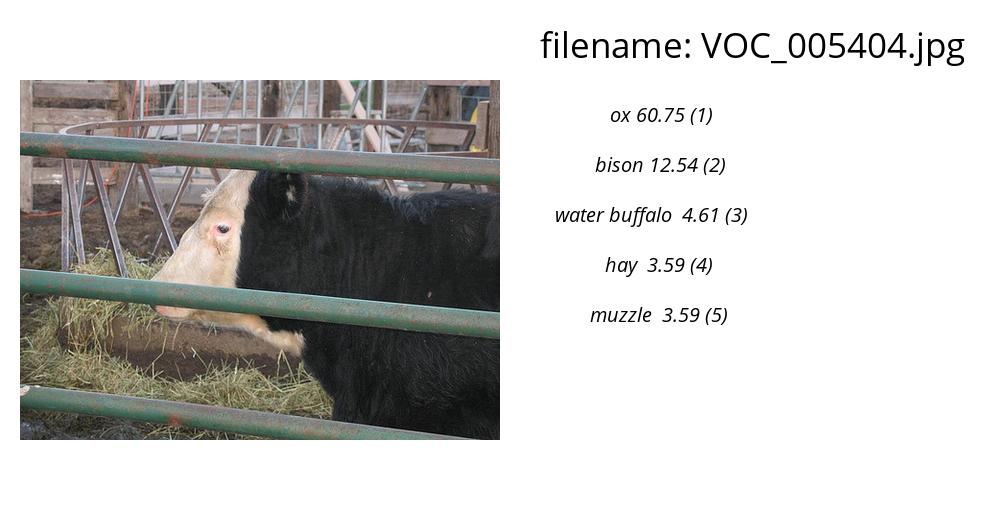 filename: VOC_005404.jpg
ox 60.75 (1)
bison 12.54 (2)
water buffalo 4.61 (3)
hay 3.59 (4)
muzzle 3.59 (5)